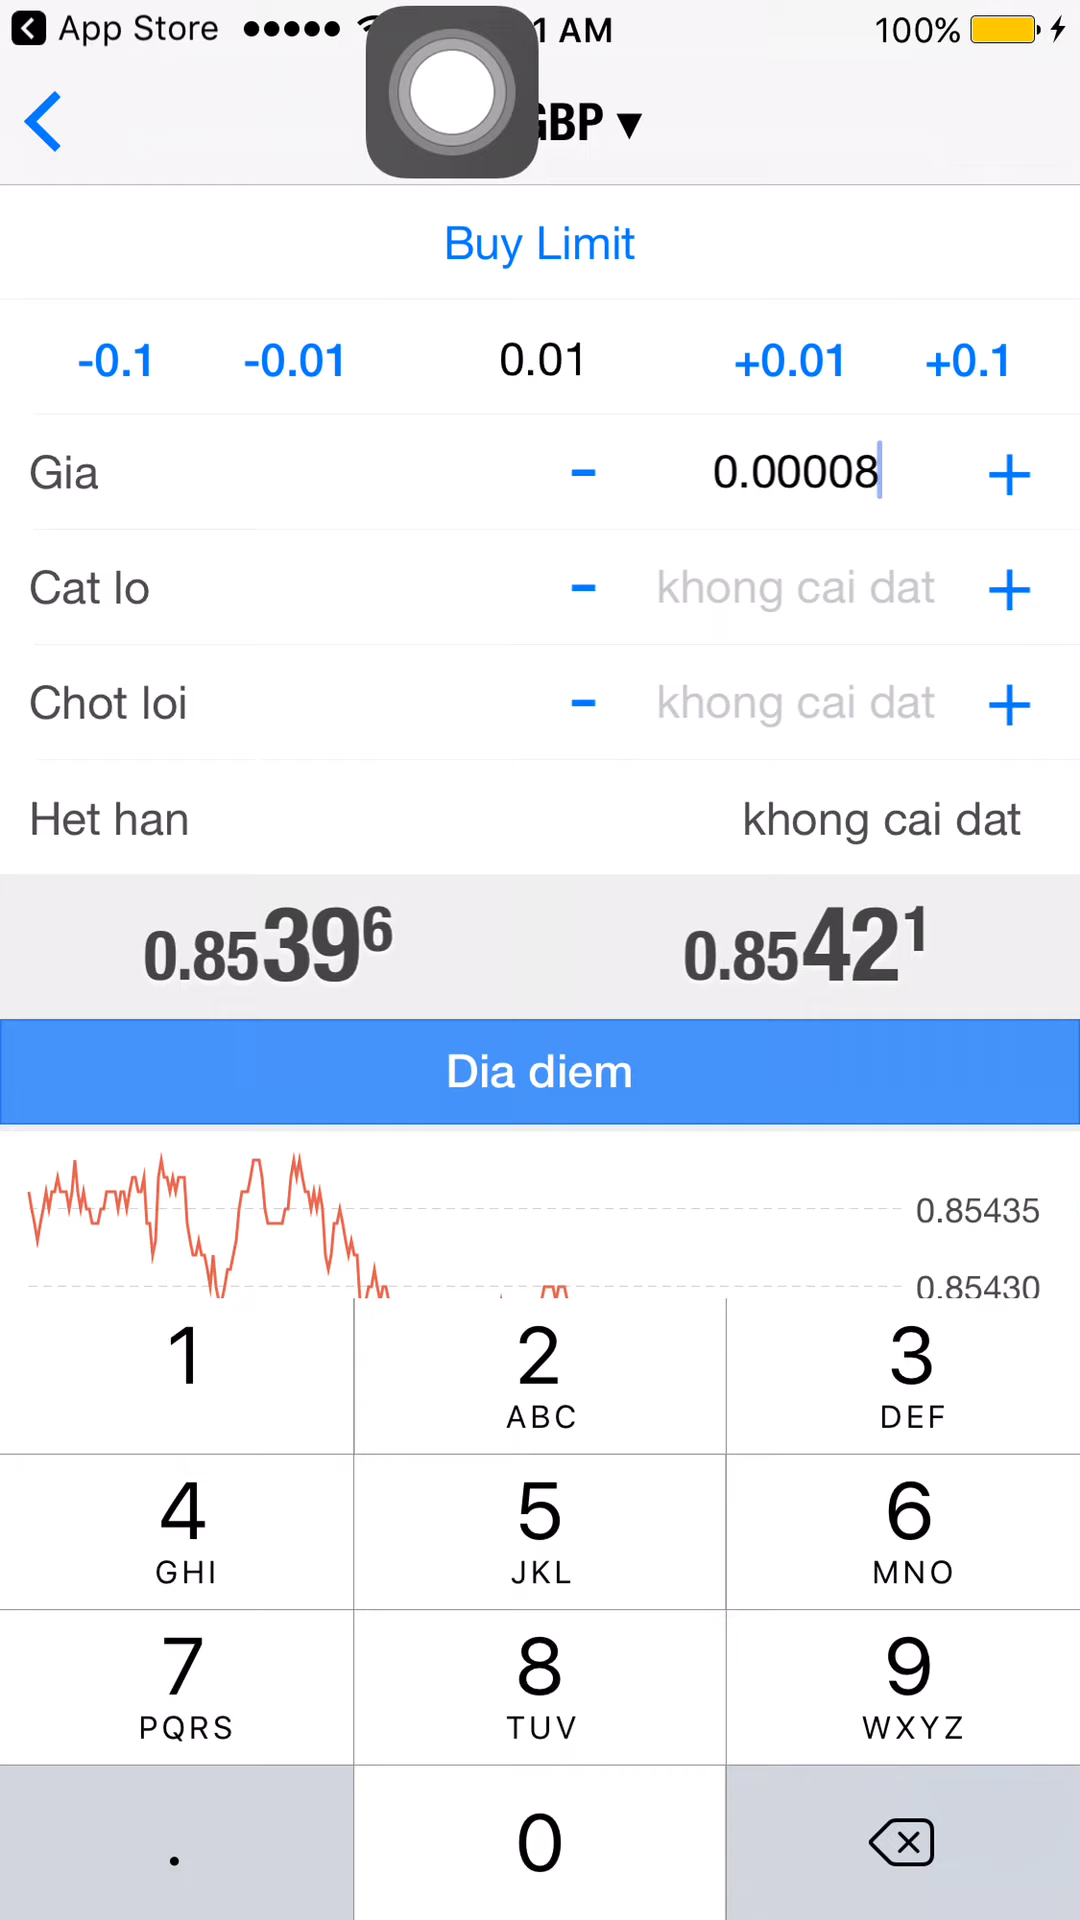 App Store 1 AM 100%
GBP ▼
Buy Limit
-0.1 -0.01 0.01 +0.01 +0.1
Gia - 0.00008 +
Cat lo - khong cai dat +
Chot loi - khong cai dat +
Het han khong cai dat
0.85396 0.85421
Dia diem
0.85435
0.85430
1 2 3
ABC DEF
4 5 6
GHI JKL MNO
7 8 9
PQRS TUV WXYZ
. 0